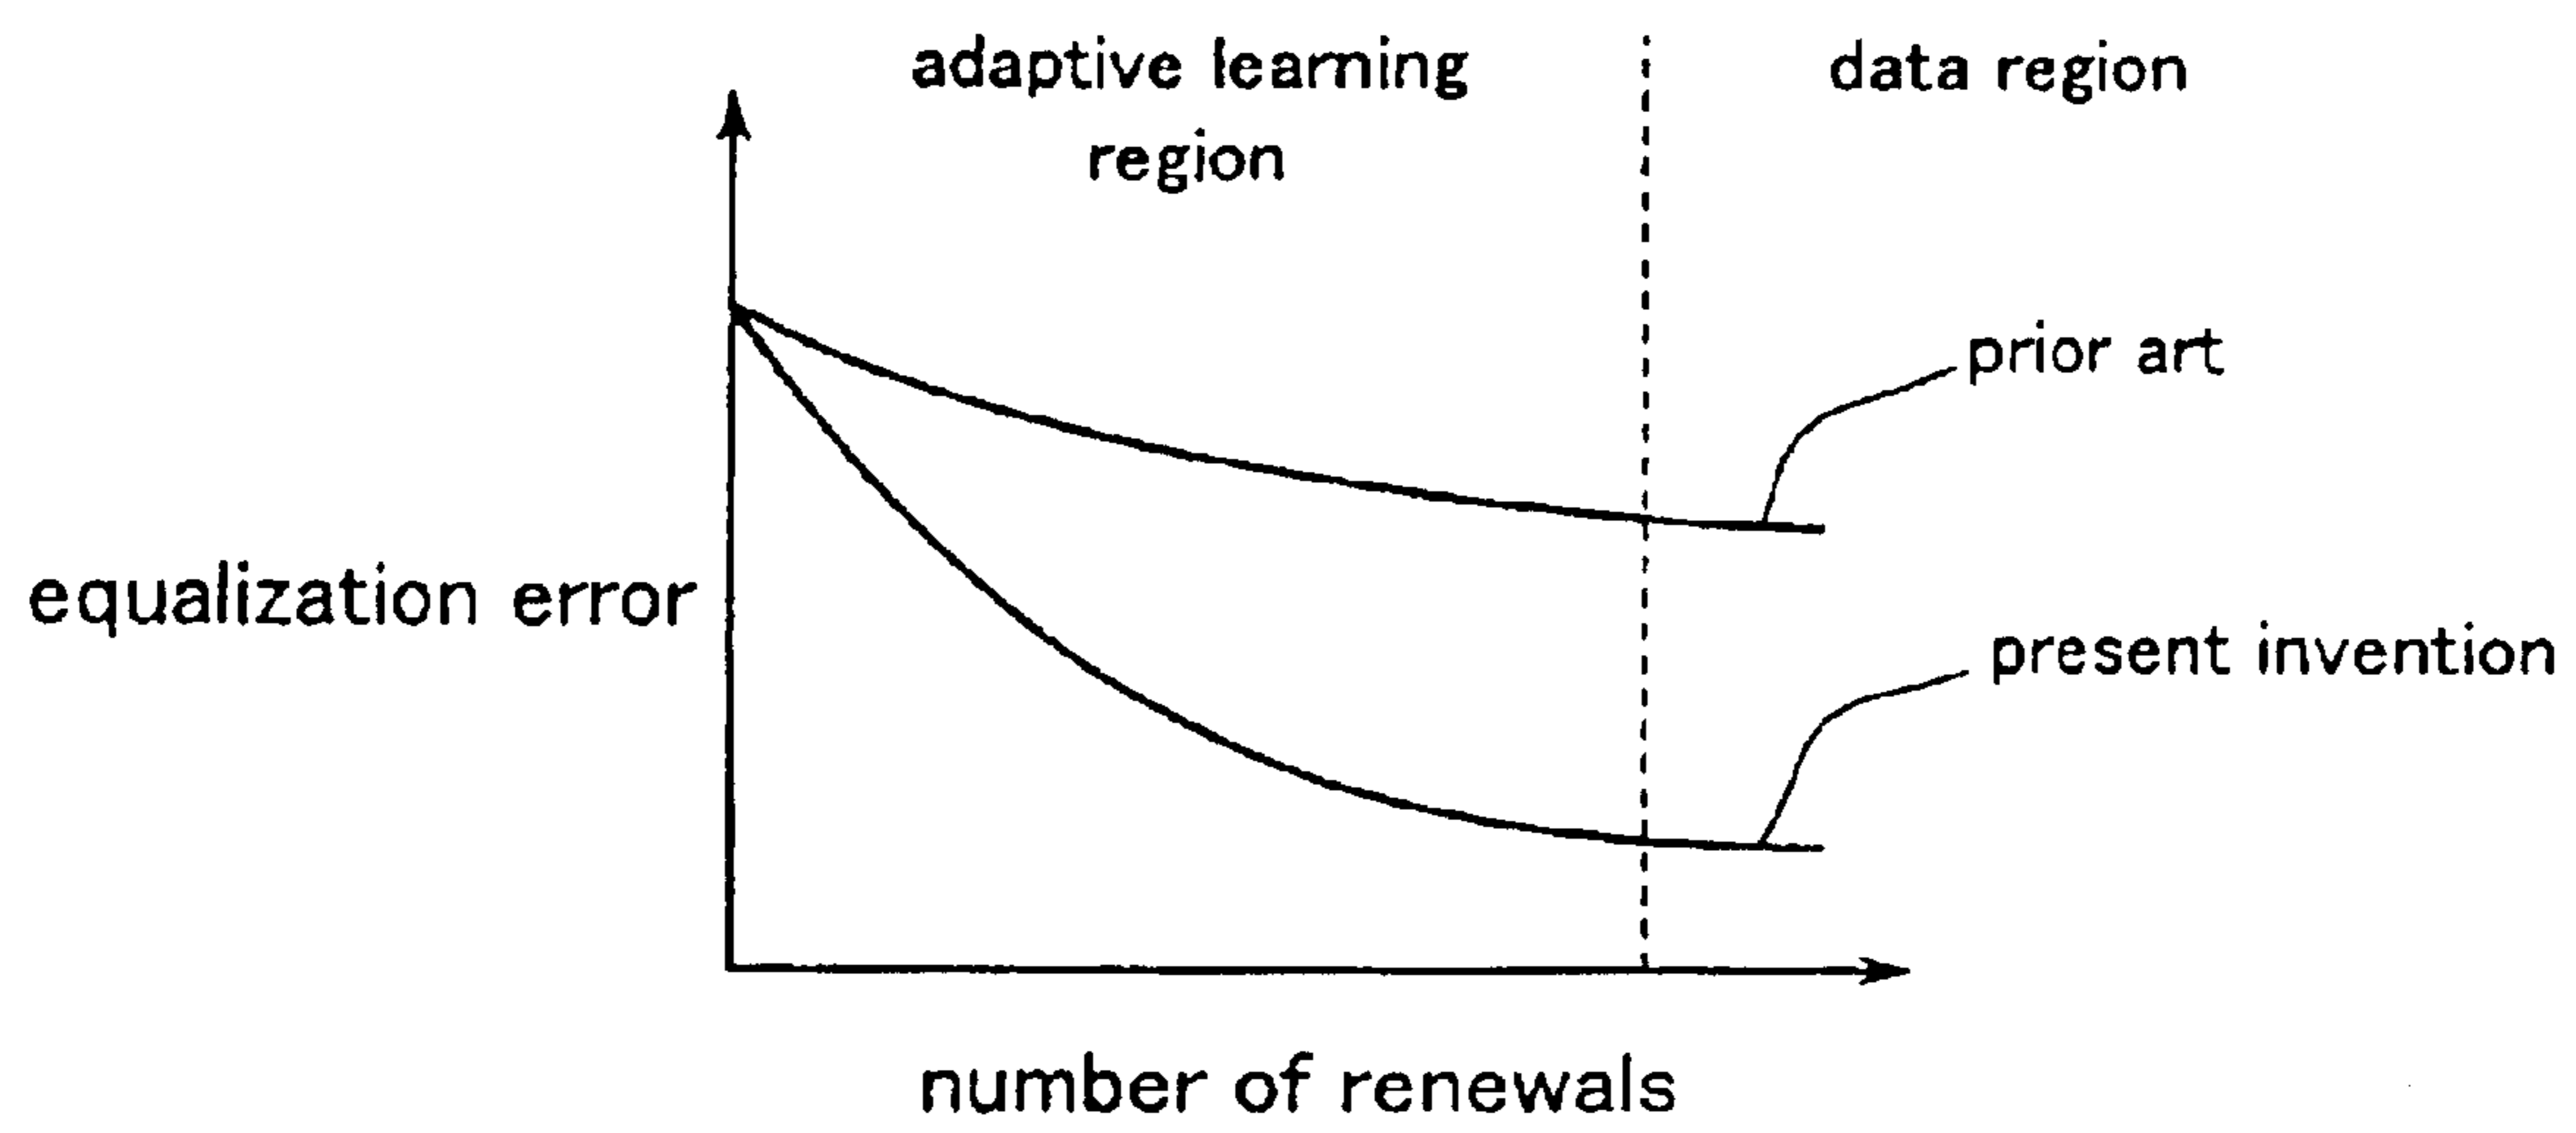 adaptive learning
region
data region
prior art
equalization error
present invention
number of renewals